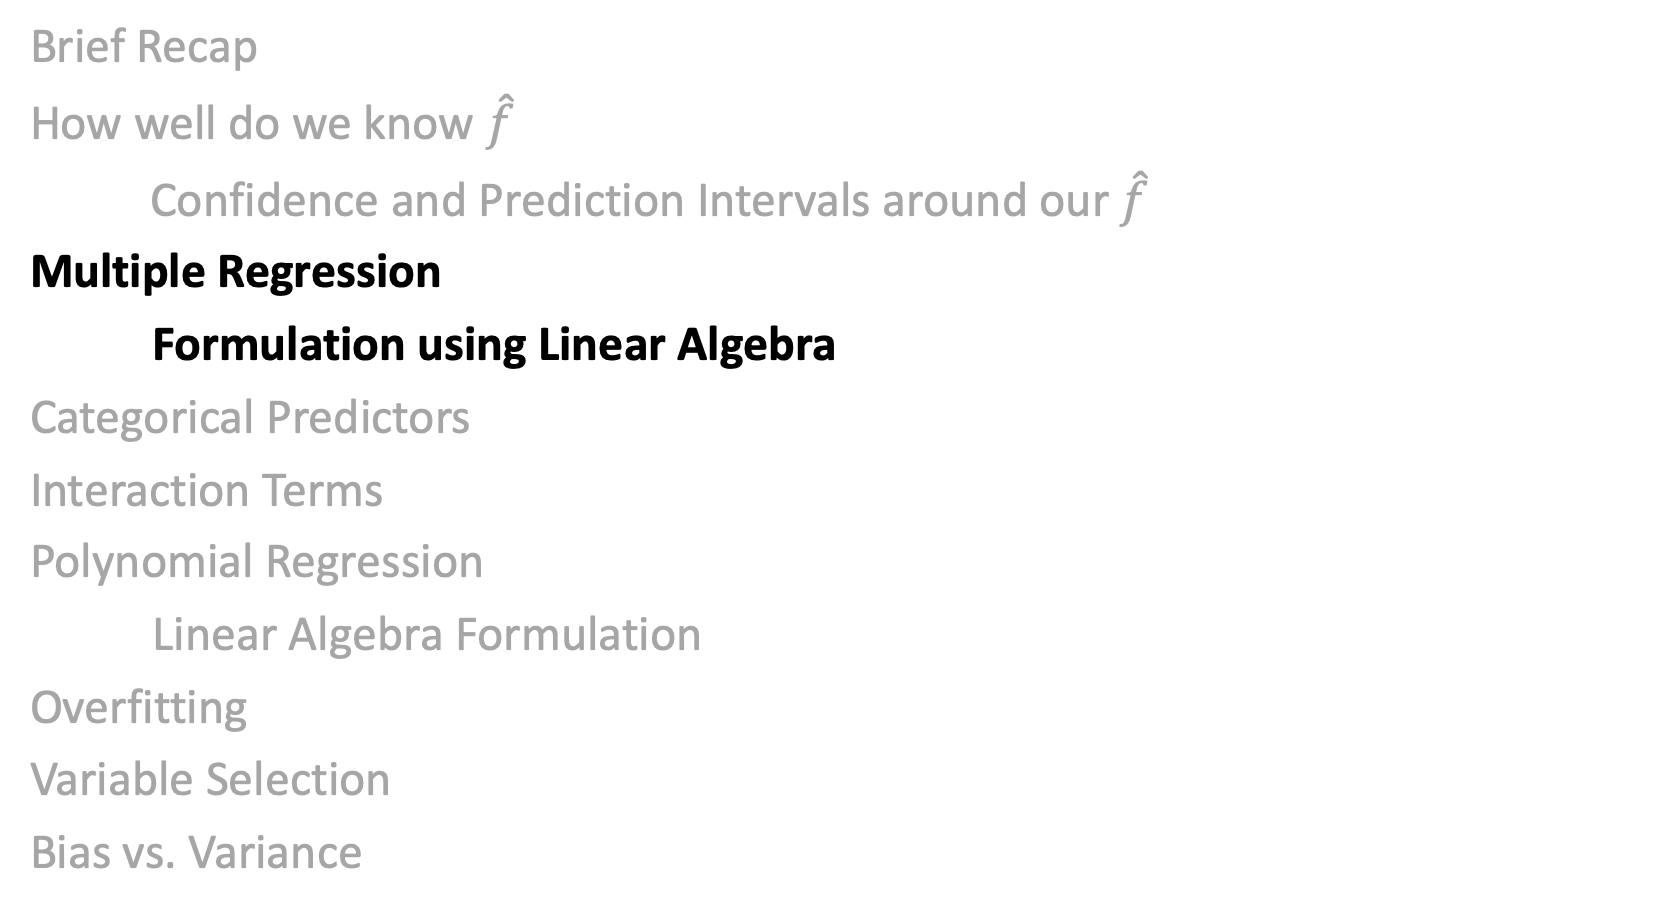 Brief Recap
How well do we know f̂
Confidence and Prediction Intervals around our f̂
Multiple Regression
Formulation using Linear Algebra
Categorical Predictors
Interaction Terms
Polynomial Regression
Linear Algebra Formulation
Overfitting
Variable Selection
Bias vs. Variance